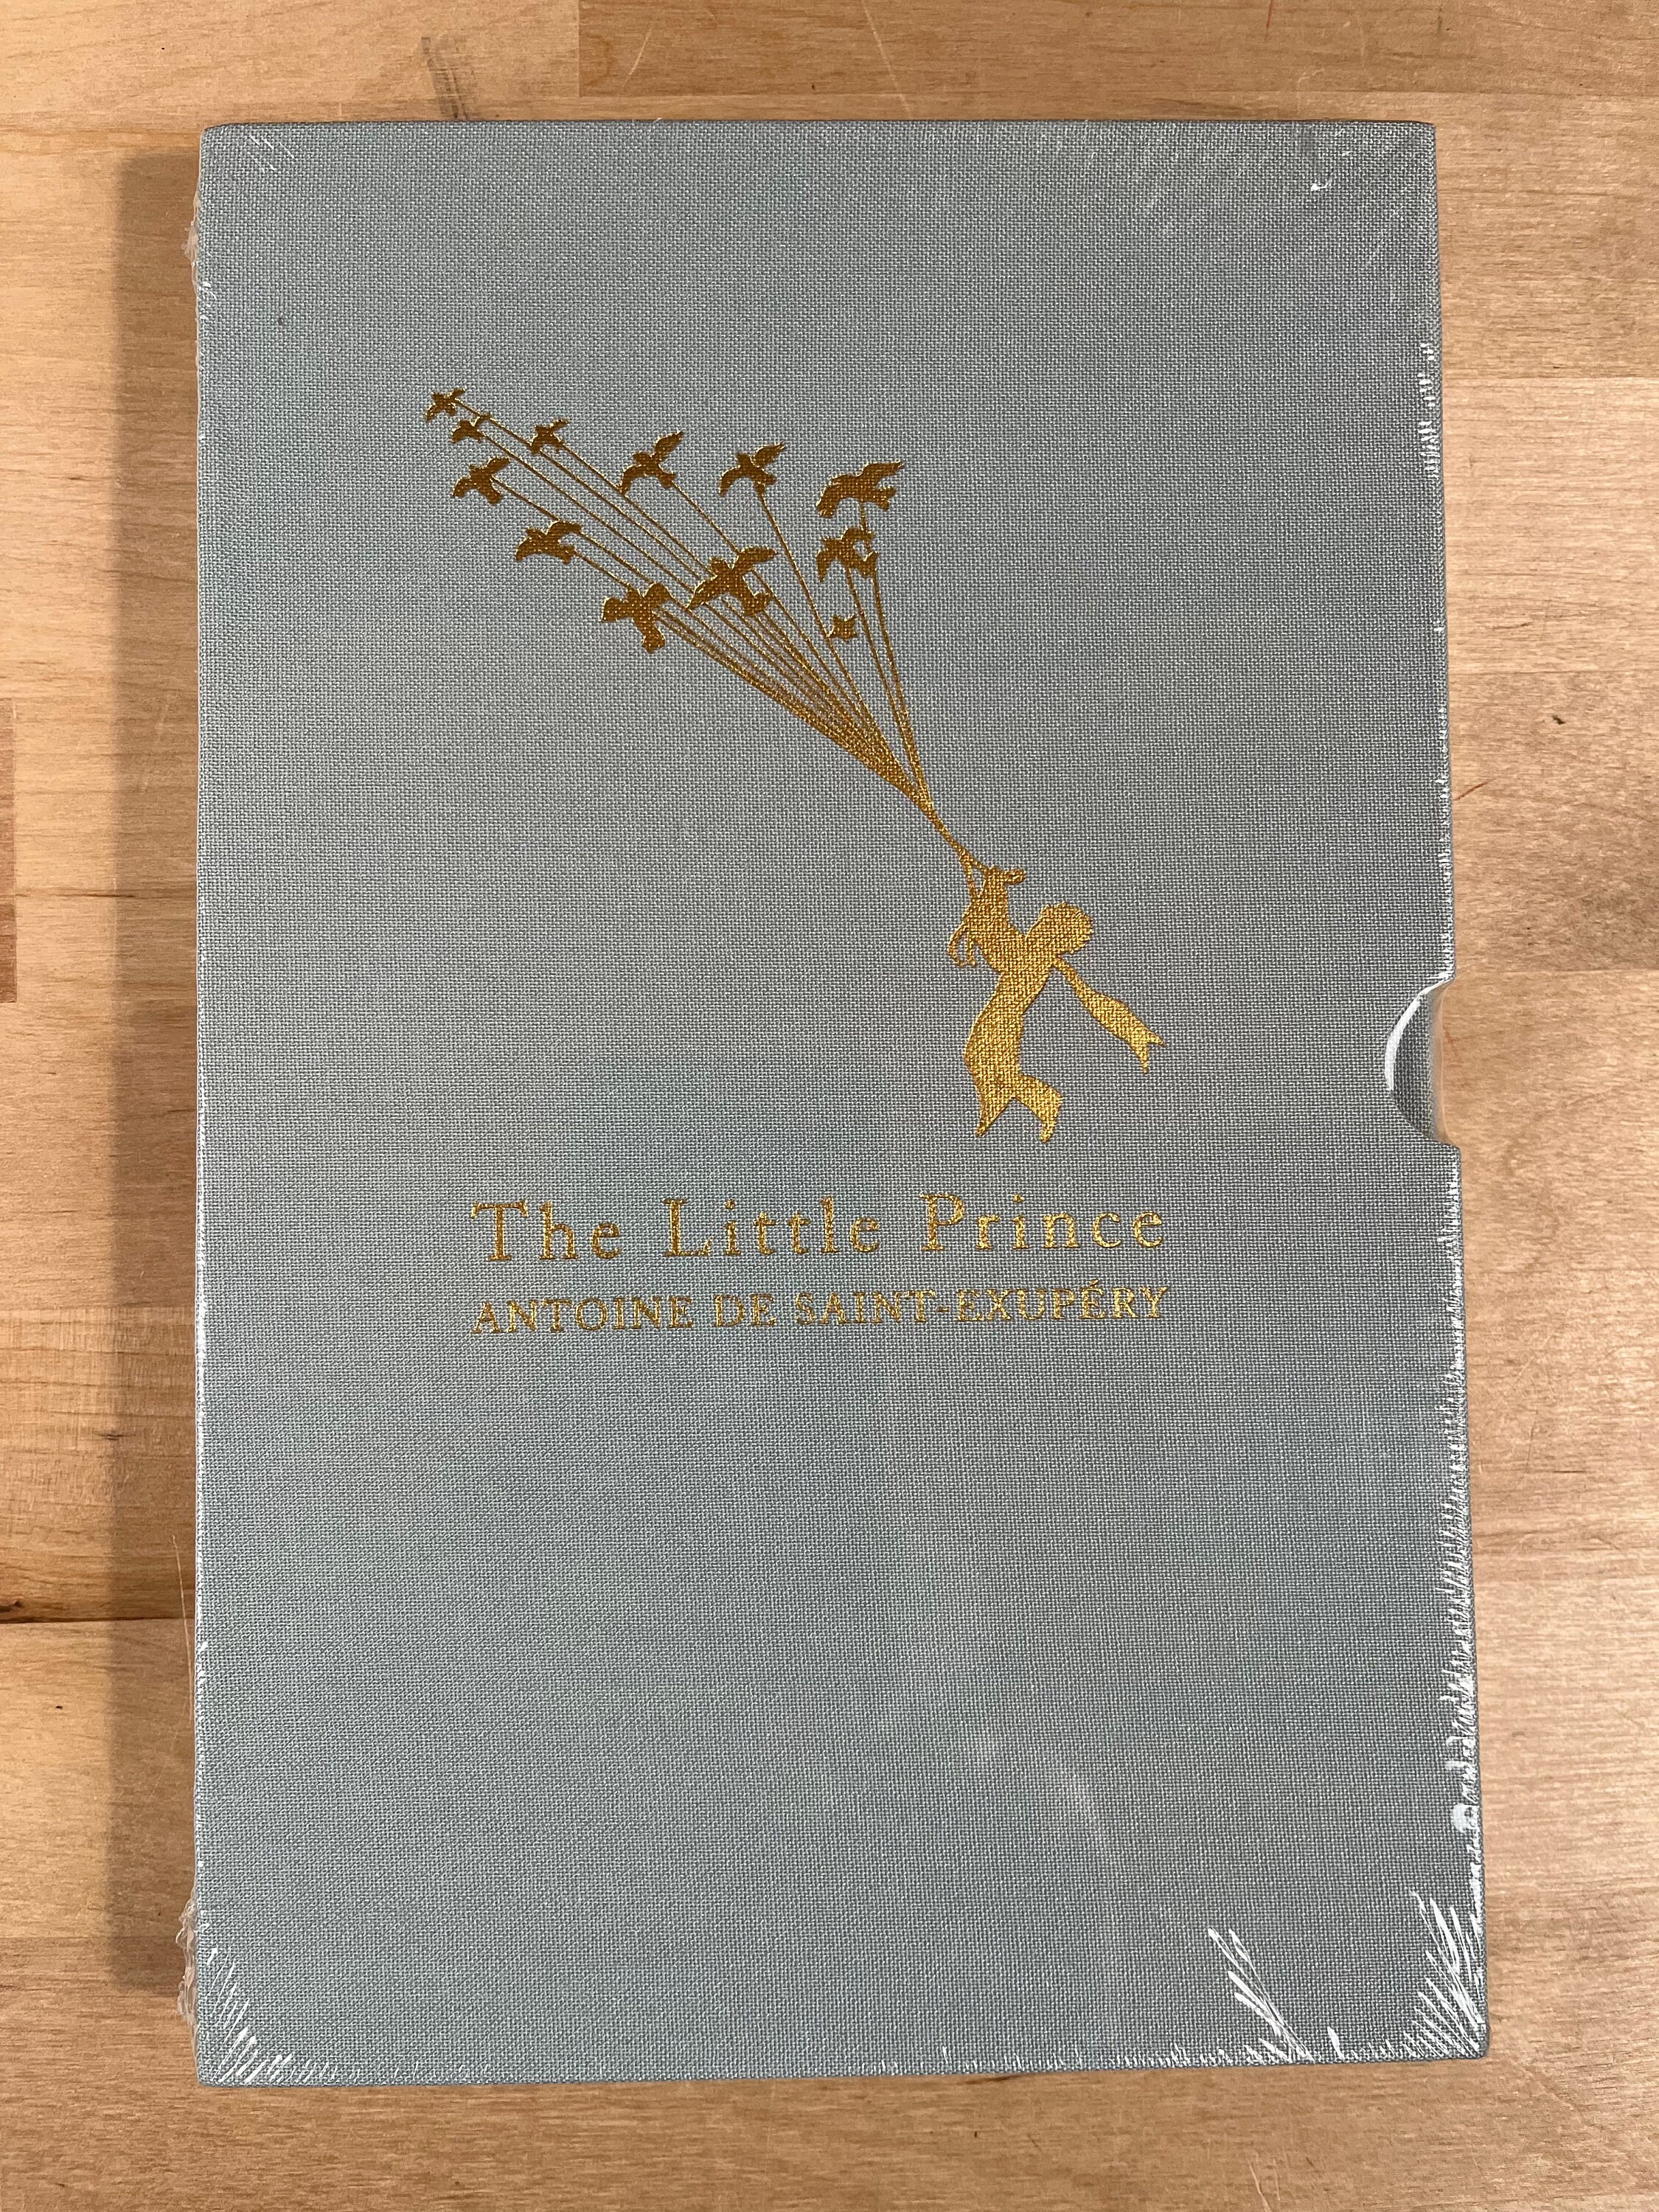 The Little Prince
ANTOINE DE SAINT-EXUPÉRY